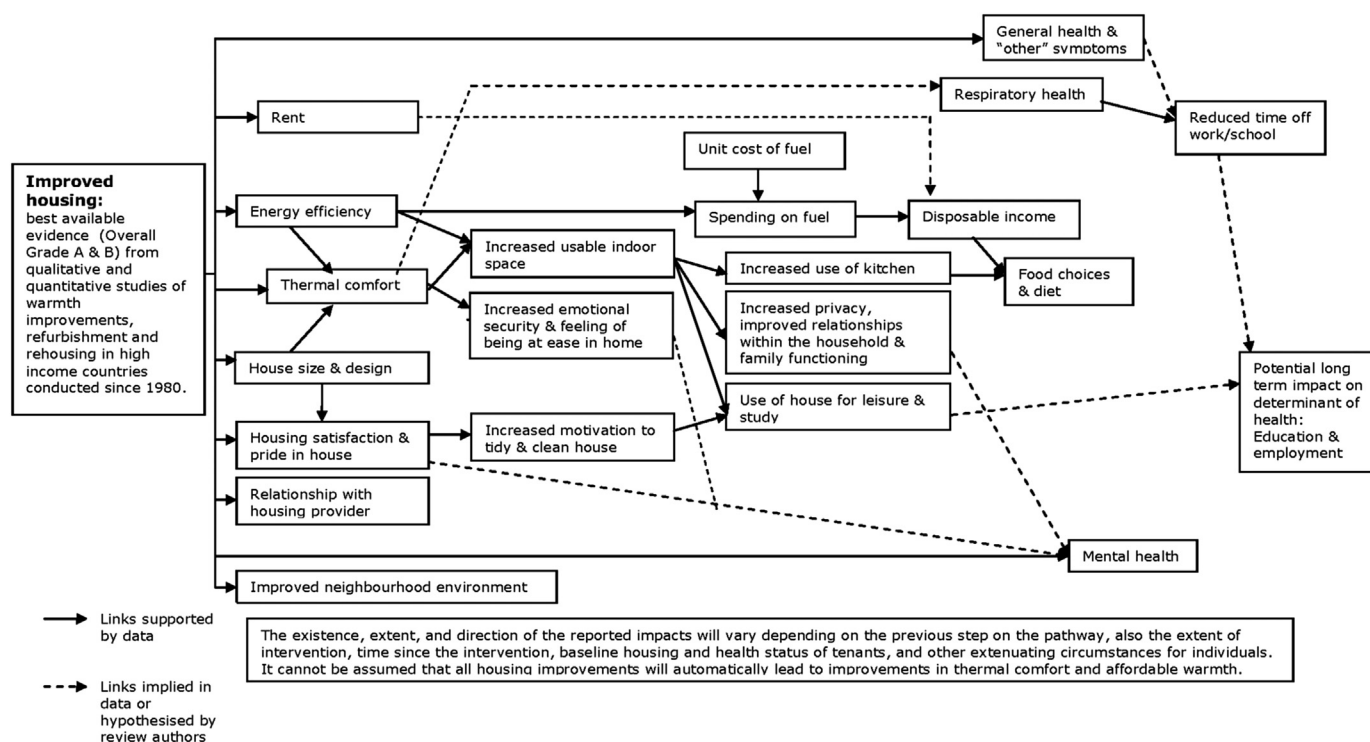 General health &
“other” symptoms
Respiratory health
Rent
Reduced time off
work/school
Unit cost of fuel
Improved
housing:
best available
evidence (Overall
Grade A & B) from
qualitative and
quantitative studies of
warmth
improvements,
refurbishment and
rehousing in high
income countries
conducted since 1980.
Energy efficiency
Spending on fuel
Disposable income
Increased usable indoor
space
Increased use of kitchen
Food choices
& diet
Thermal comfort
Increased emotional
security & feeling of
being at ease in home
Increased privacy,
improved relationships
within the household &
family functioning
House size & design
Potential long
term impact on
determinant of
health:
Education &
employment
Use of house for leisure &
study
Housing satisfaction &
pride in house
Increased motivation to
tidy & clean house
Relationship with
housing provider
Mental health
Improved neighbourhood environment
Links supported
by data
The existence, extent, and direction of the reported impacts will vary depending on the previous step on the pathway, also the extent of
intervention, time since the intervention, baseline housing and health status of tenants, and other extenuating circumstances for individuals.
It cannot be assumed that all housing improvements will automatically lead to improvements in thermal comfort and affordable warmth.
Links implied in
data or
hypothesised by
review authors